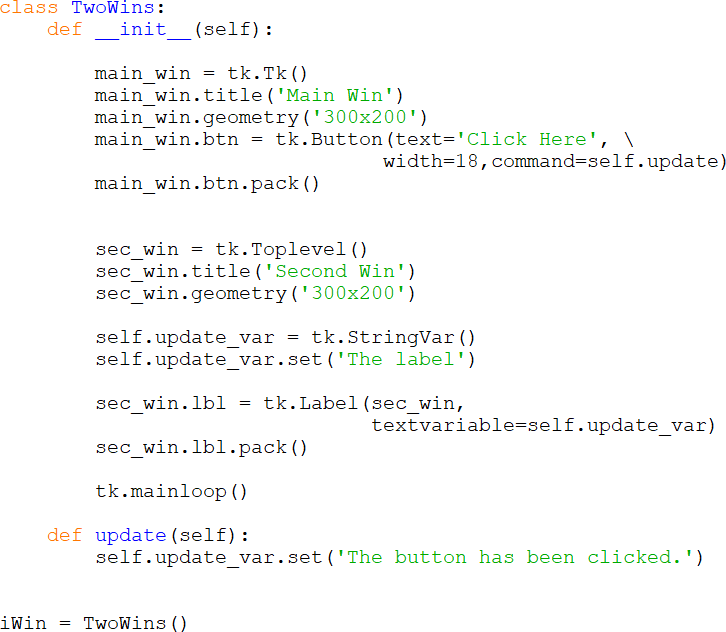 class TwoWins:
    def __init__(self):

        main_win = tk.Tk()
        main_win.title('Main Win')
        main_win.geometry('300x200')
        main_win.btn = tk.Button(text='Click Here', \
                                width=18,command=self.update)
        main_win.btn.pack()


        sec_win = tk.Toplevel()
        sec_win.title('Second Win')
        sec_win.geometry('300x200')

        self.update_var = tk.StringVar()
        self.update_var.set('The label')

        sec_win.lbl = tk.Label(sec_win,
                               textvariable=self.update_var)
        sec_win.lbl.pack()

        tk.mainloop()

    def update(self):
        self.update_var.set('The button has been clicked.')


iWin = TwoWins()